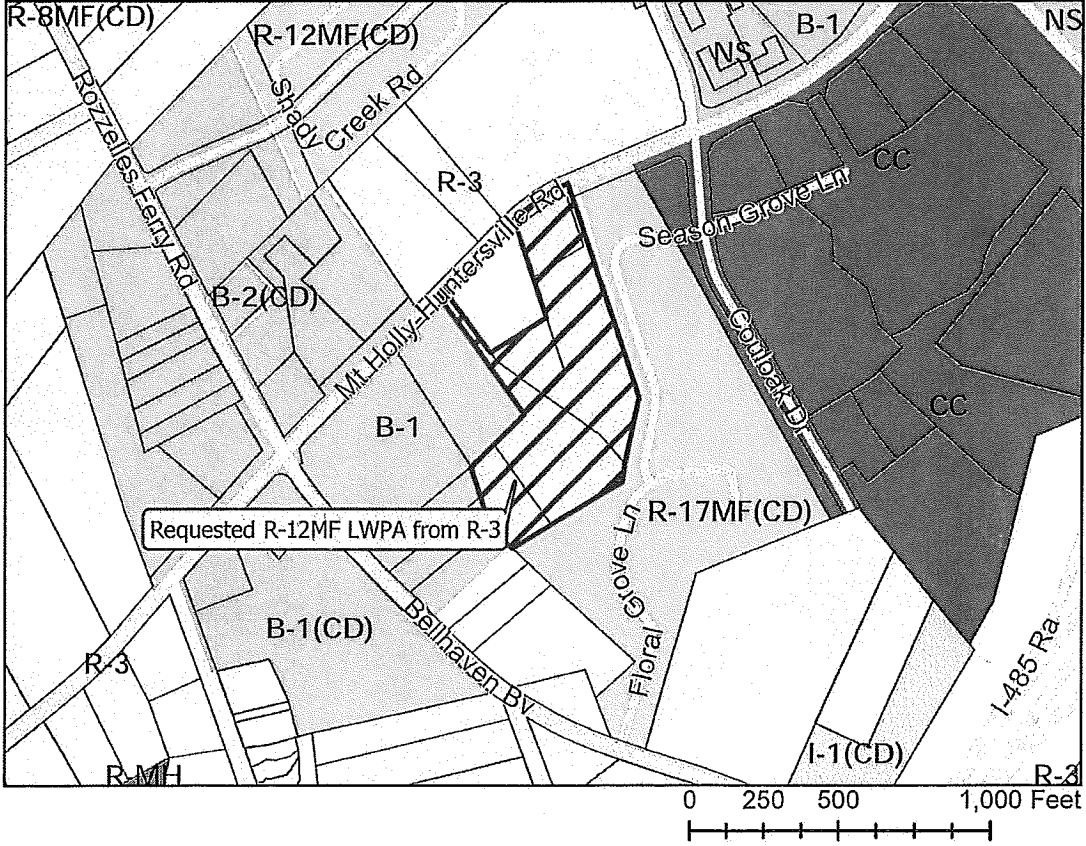 R-8MF(CD)
R-12MF(CD)
B-1
NS
NS
Rozzelles Ferry Rd
Shady
Creek Rd
R-3
CC
Season Grove Ln
Mt Holly-Huntersville Rd
B-2(CD)
Couloak Dr
B-1
CC
Requested R-12MF LWPA from R-3
R-17MF(CD)
Floral Grove Ln
B-1(CD)
Bellhaven Bv
R-3
I-485 Ra
I-1(CD)
R-MH
R-3
0 250 500 1,000 Feet